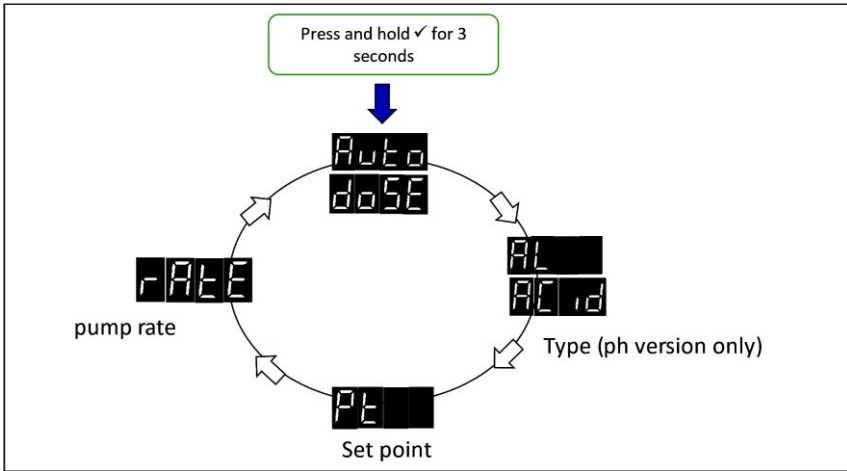 Press and hold ✓ for 3
seconds
Auto
doSE
AL
ACid
Type (ph version only)
Pt
Set point
rAtE
pump rate